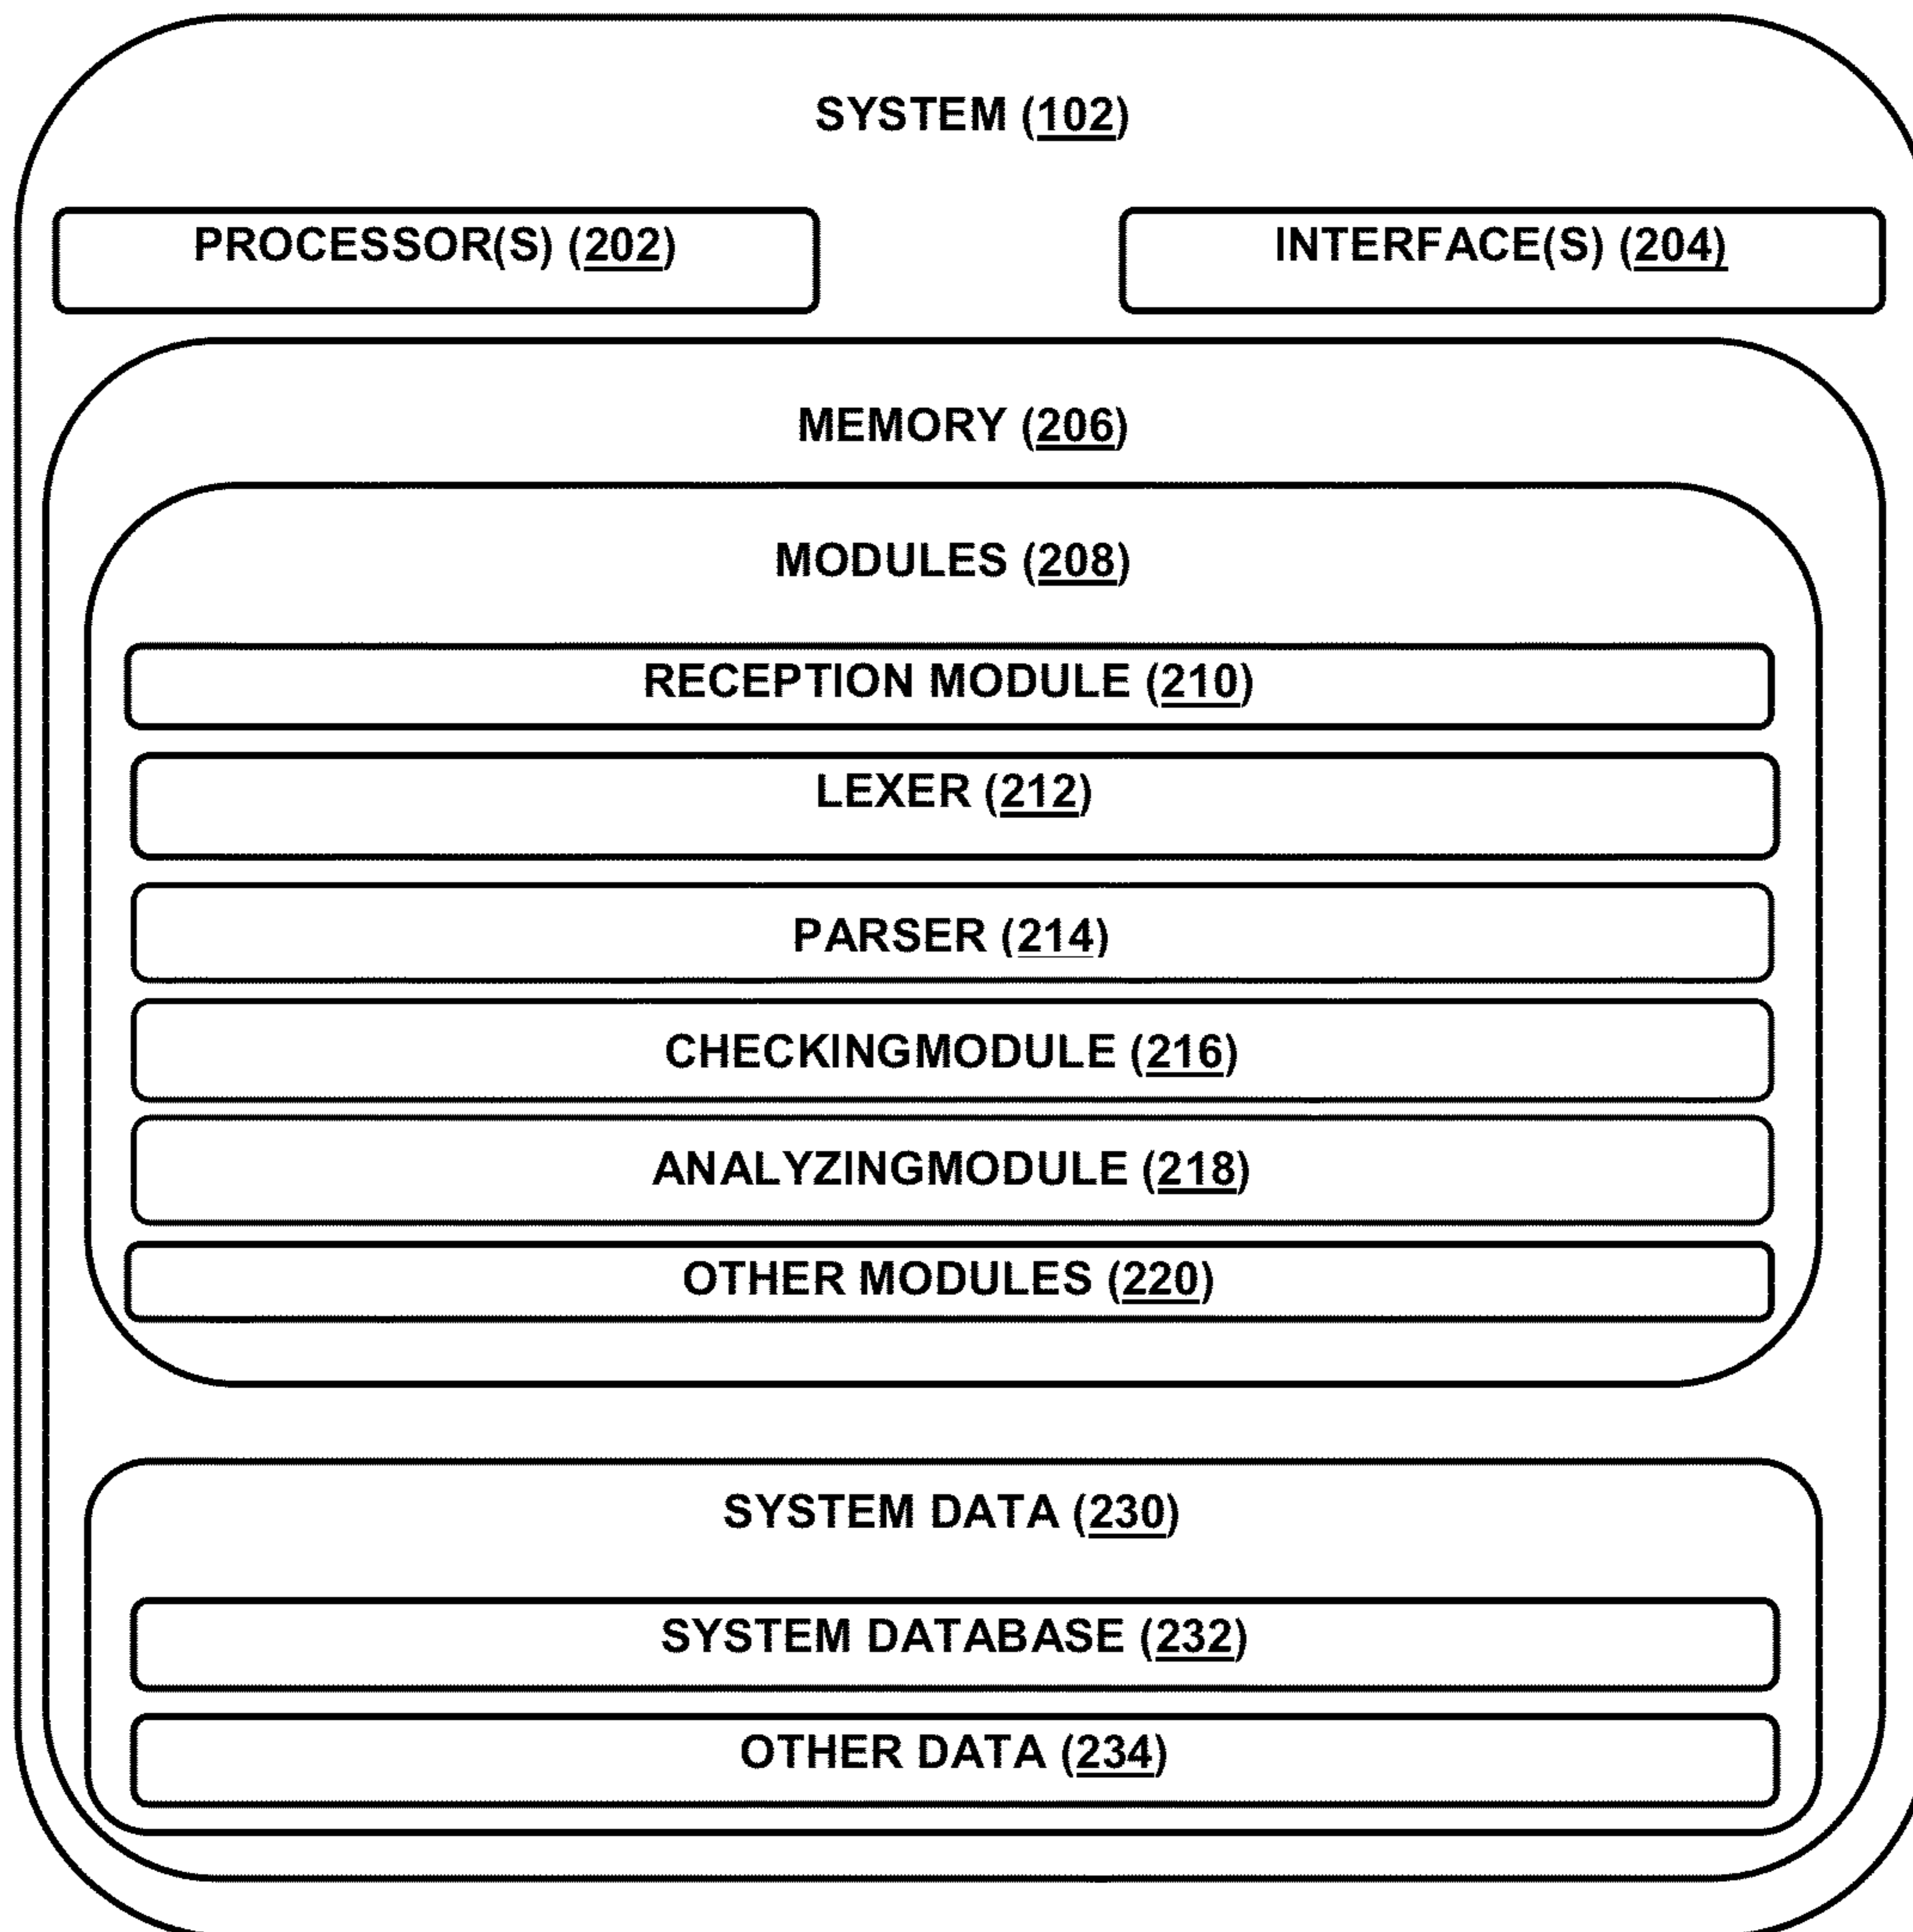 SYSTEM (102)
PROCESSOR(S) (202)
INTERFACE(S) (204)
MEMORY (206)
MODULES (208)
RECEPTION MODULE (210)
LEXER (212)
PARSER (214)
CHECKINGMODULE (216)
ANALYZINGMODULE (218)
OTHER MODULES (220)
SYSTEM DATA (230)
SYSTEM DATABASE (232)
OTHER DATA (234)